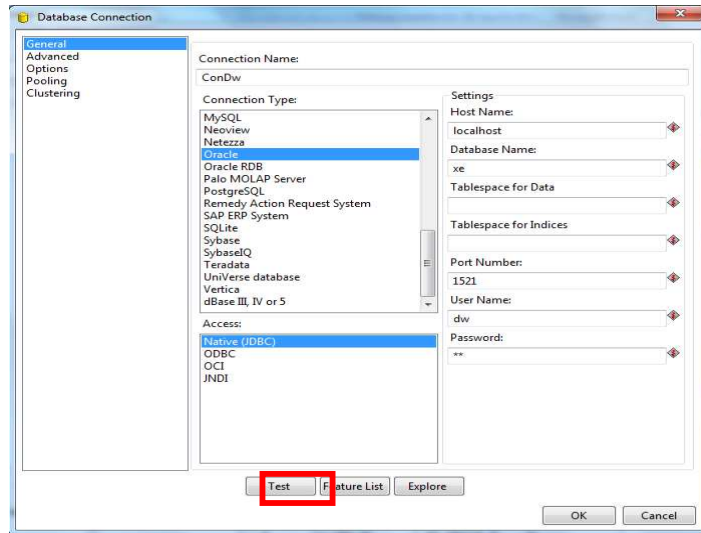 Database Connection
General
Advanced
Options
Pooling
Clustering
Connection Name:
ConDw
Connection Type:
MySQL
Neoview
Netezza
Oracle
Oracle RDB
Palo MOLAP Server
PostgreSQL
Remedy Action Request System
SAP ERP System
SQLite
Sybase
SybaseIQ
Teradata
UniVerse database
Vertica
dBase III, IV or 5
Access:
Native (JDBC)
ODBC
OCI
JNDI
Settings
Host Name:
localhost
Database Name:
xe
Tablespace for Data
Tablespace for Indices
Port Number:
1521
User Name:
dw
Password:
**
Test
Feature List
Explore
OK
Cancel